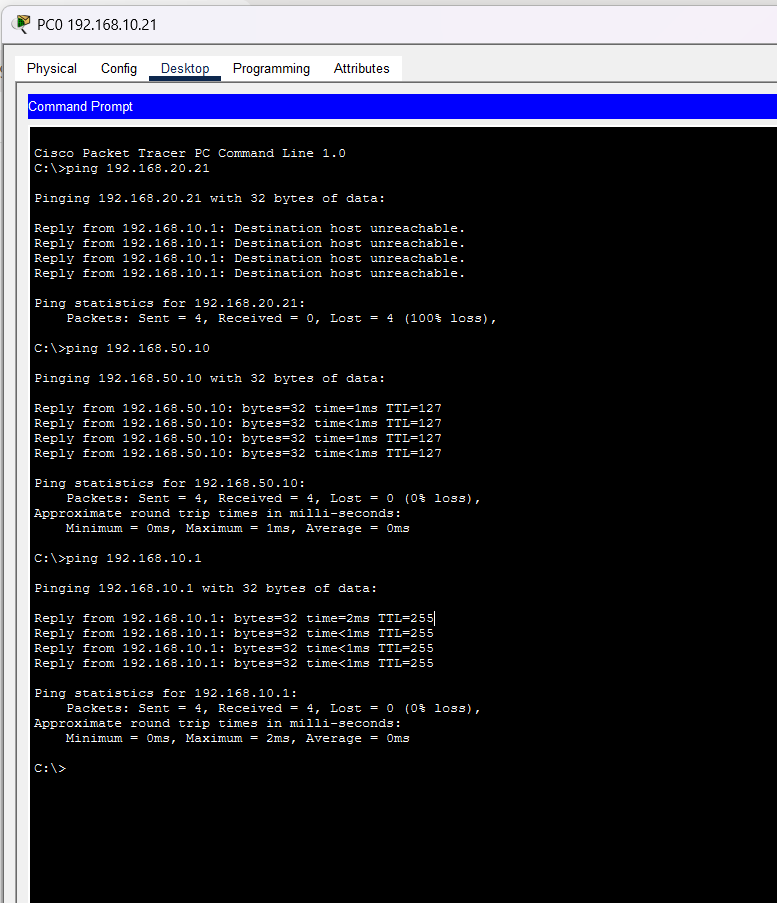 PC0 192.168.10.21
Physical Config Desktop Programming Attributes
Command Prompt
Cisco Packet Tracer PC Command Line 1.0
C:\>ping 192.168.20.21
Pinging 192.168.20.21 with 32 bytes of data:
Reply from 192.168.10.1: Destination host unreachable.
Reply from 192.168.10.1: Destination host unreachable.
Reply from 192.168.10.1: Destination host unreachable.
Reply from 192.168.10.1: Destination host unreachable.
Ping statistics for 192.168.20.21:
    Packets: Sent = 4, Received = 0, Lost = 4 (100% loss),
C:\>ping 192.168.50.10
Pinging 192.168.50.10 with 32 bytes of data:
Reply from 192.168.50.10: bytes=32 time=1ms TTL=127
Reply from 192.168.50.10: bytes=32 time<1ms TTL=127
Reply from 192.168.50.10: bytes=32 time=1ms TTL=127
Reply from 192.168.50.10: bytes=32 time<1ms TTL=127
Ping statistics for 192.168.50.10:
    Packets: Sent = 4, Received = 4, Lost = 0 (0% loss),
Approximate round trip times in milli-seconds:
    Minimum = 0ms, Maximum = 1ms, Average = 0ms
C:\>ping 192.168.10.1
Pinging 192.168.10.1 with 32 bytes of data:
Reply from 192.168.10.1: bytes=32 time=2ms TTL=255
Reply from 192.168.10.1: bytes=32 time<1ms TTL=255
Reply from 192.168.10.1: bytes=32 time<1ms TTL=255
Reply from 192.168.10.1: bytes=32 time<1ms TTL=255
Ping statistics for 192.168.10.1:
    Packets: Sent = 4, Received = 4, Lost = 0 (0% loss),
Approximate round trip times in milli-seconds:
    Minimum = 0ms, Maximum = 2ms, Average = 0ms
C:\>